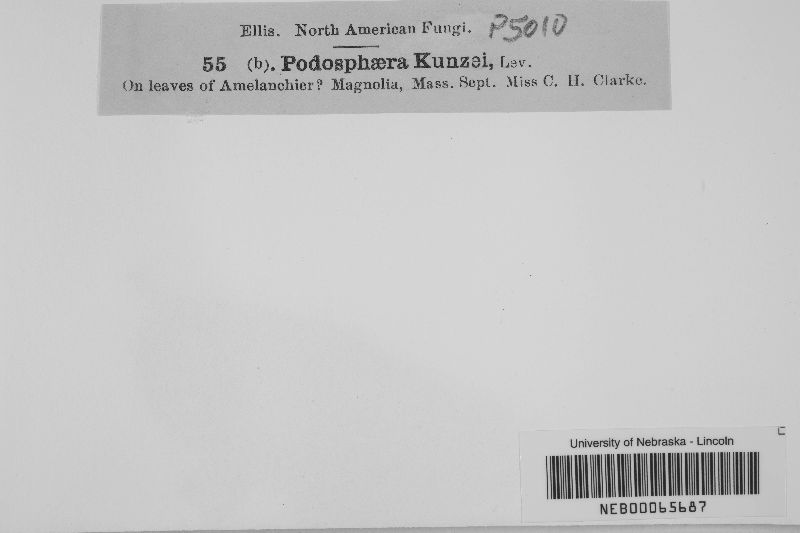 Ellis. North American Fungi. P5010
55 (b). Podosphæra Kunzei, Lev.
On leaves of Amelanchier? Magnolia, Mass. Sept. Miss C. H. Clarke.
University of Nebraska - Lincoln
NEB00065687